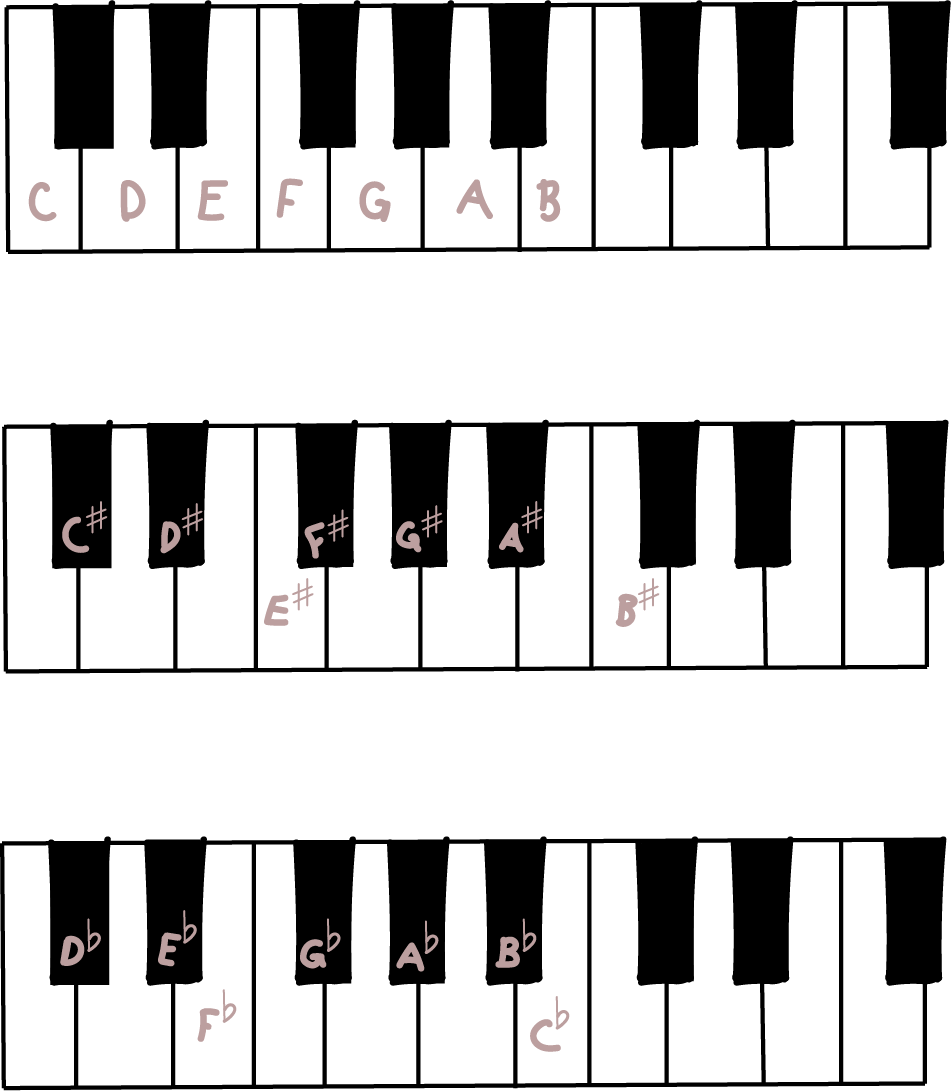 C D E F G A B
C♯ D♯ F♯ G♯ A♯
E♯ B♯
D♭ E♭ G♭ A♭ B♭
F♭ C♭